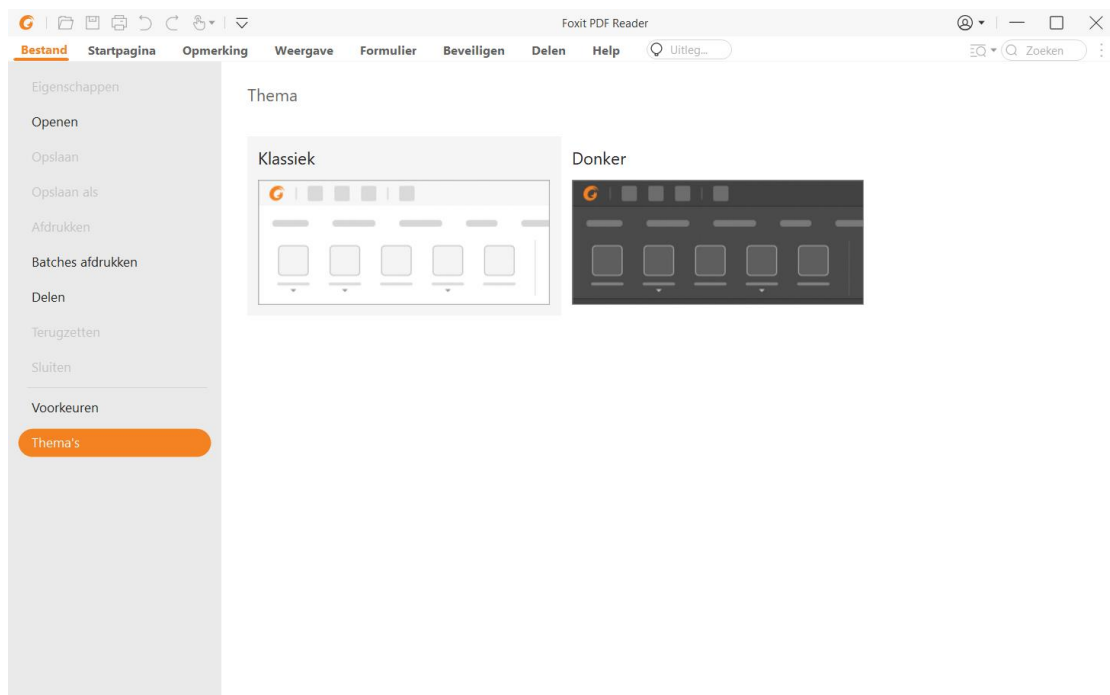 Foxit PDF Reader
Bestand Startpagina Opmerking Weergave Formulier Beveiligen Delen Help Uitleg... Zoeken
Eigenschappen
Openen
Opslaan
Opslaan als
Afdrukken
Batches afdrukken
Delen
Terugzetten
Sluiten
Voorkeuren
Thema's
Thema
Klassiek Donker